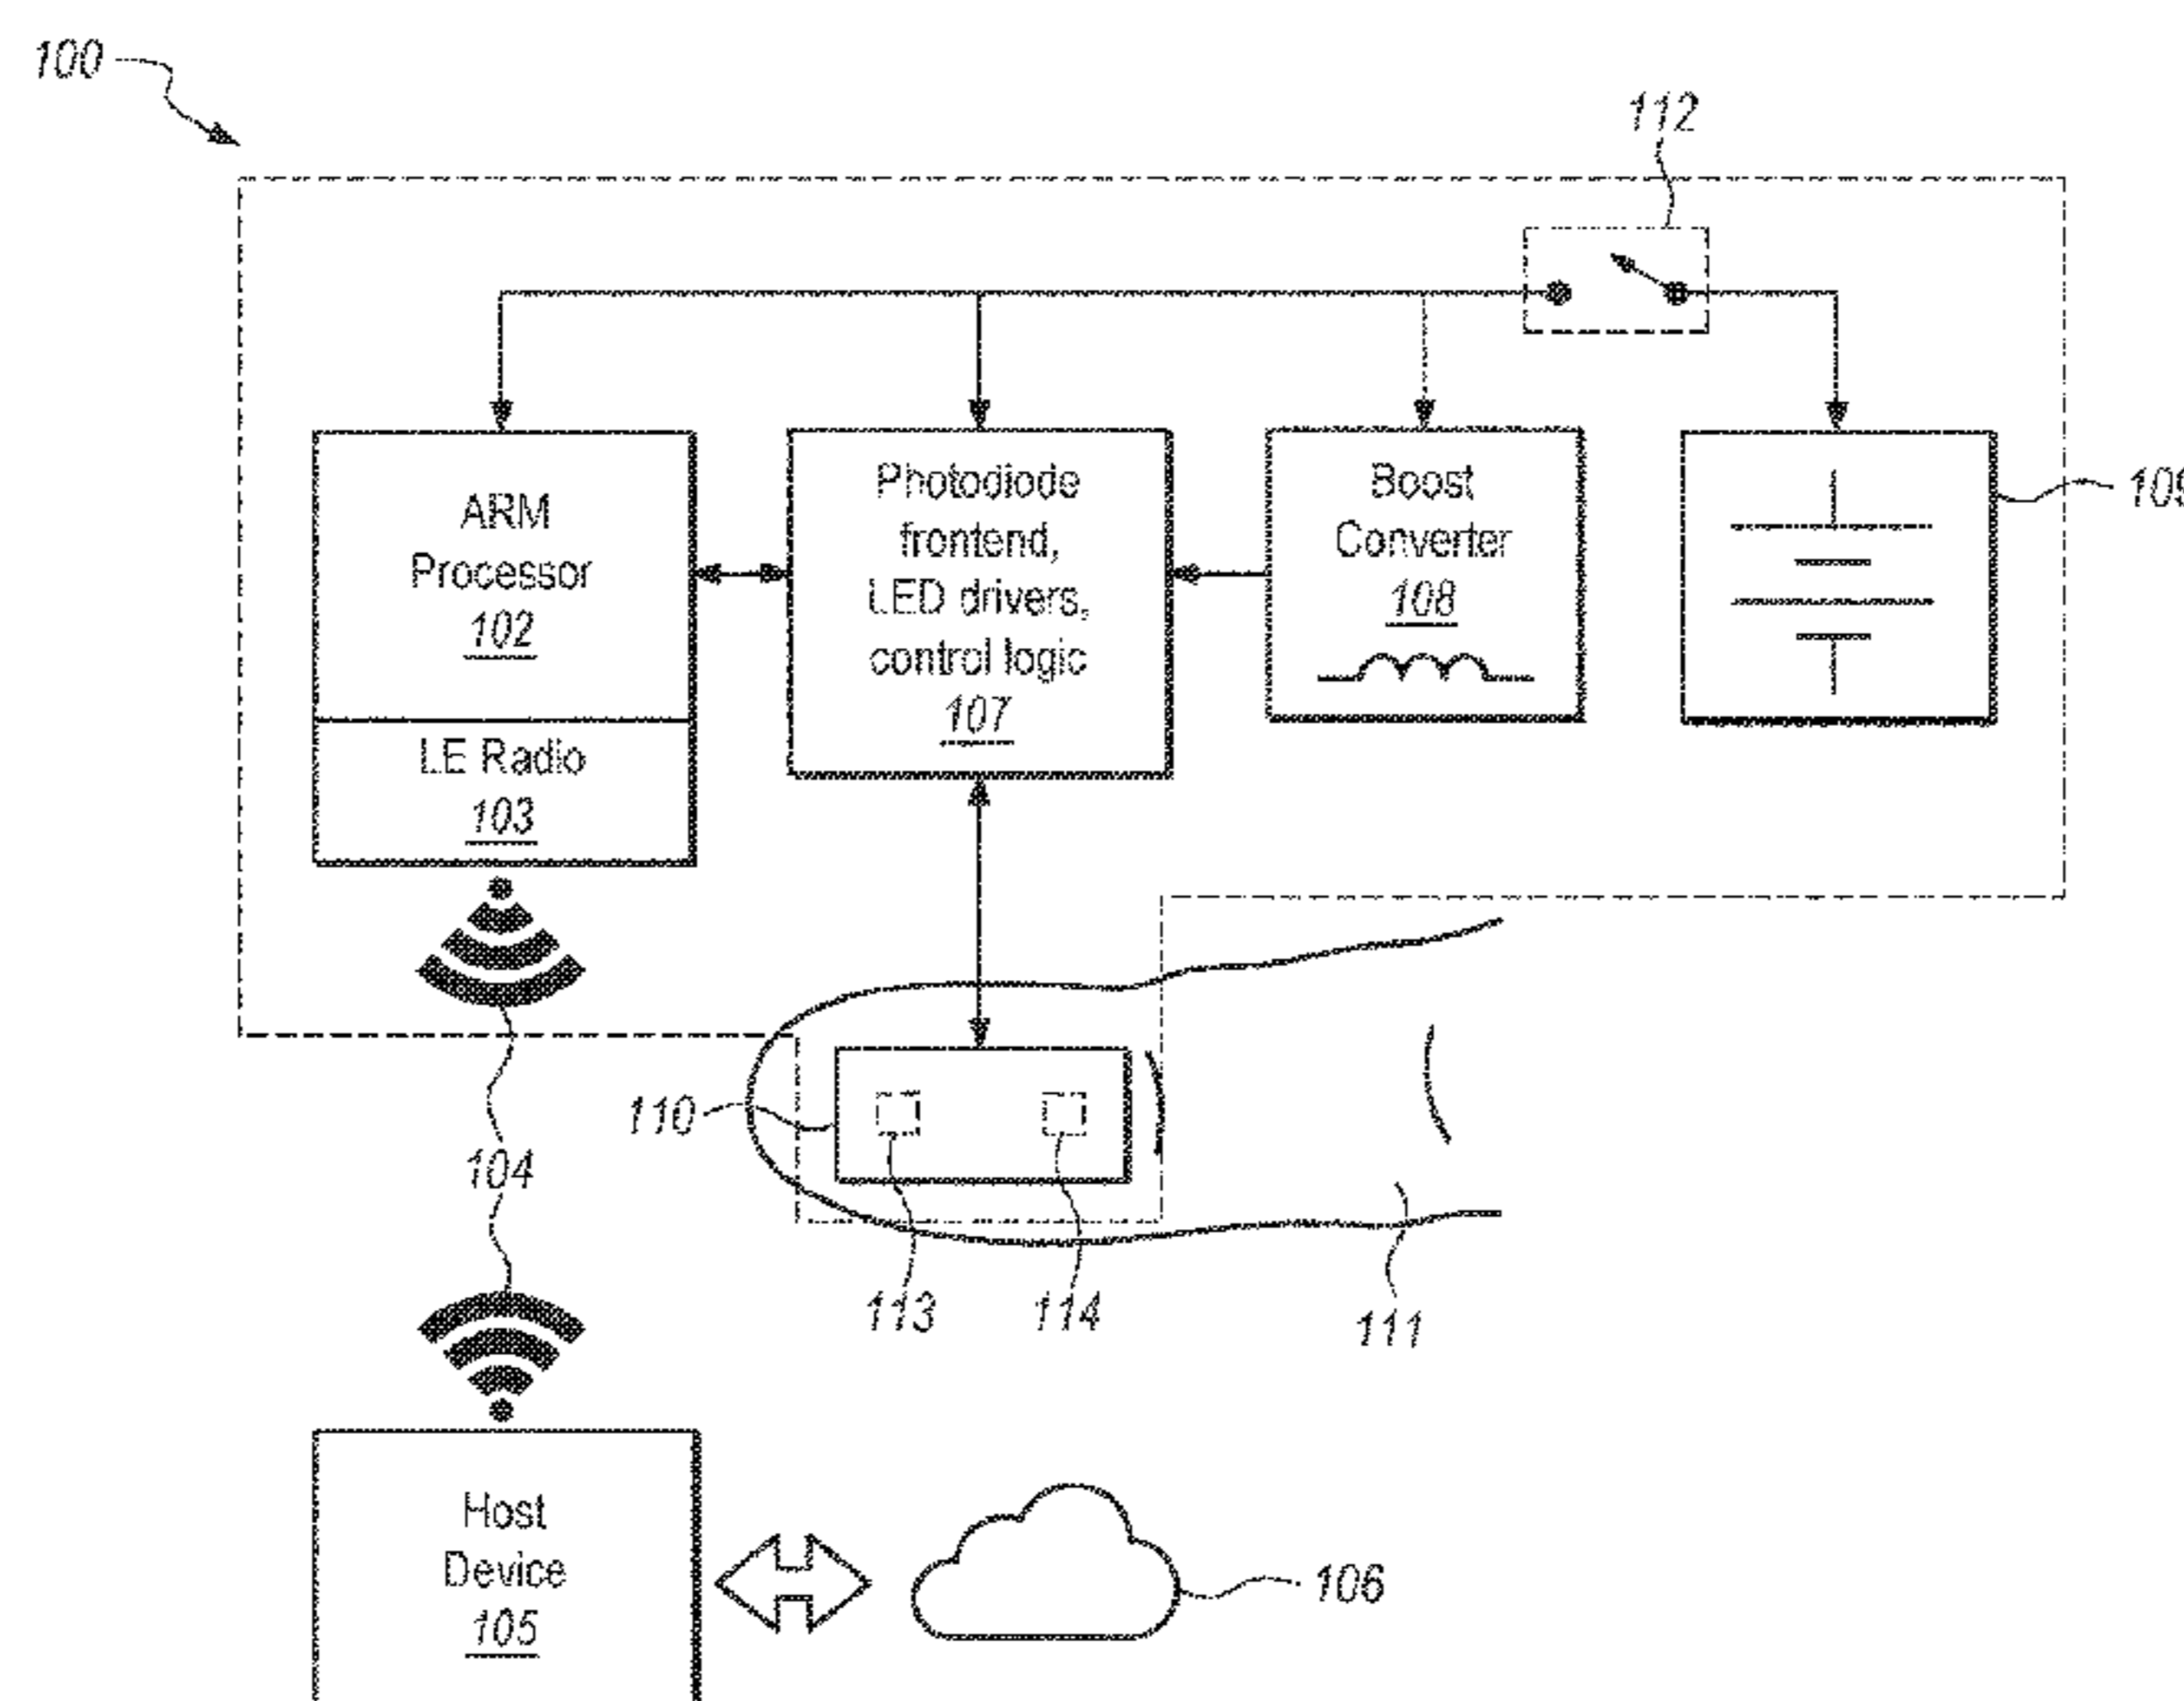 100
112
ARM
Processor
102
LE Radio
103
Photodiode
frontend,
LED drivers,
control logic
107
Boost
Converter
108
109
104
110
113
114
111
Host
Device
105
106